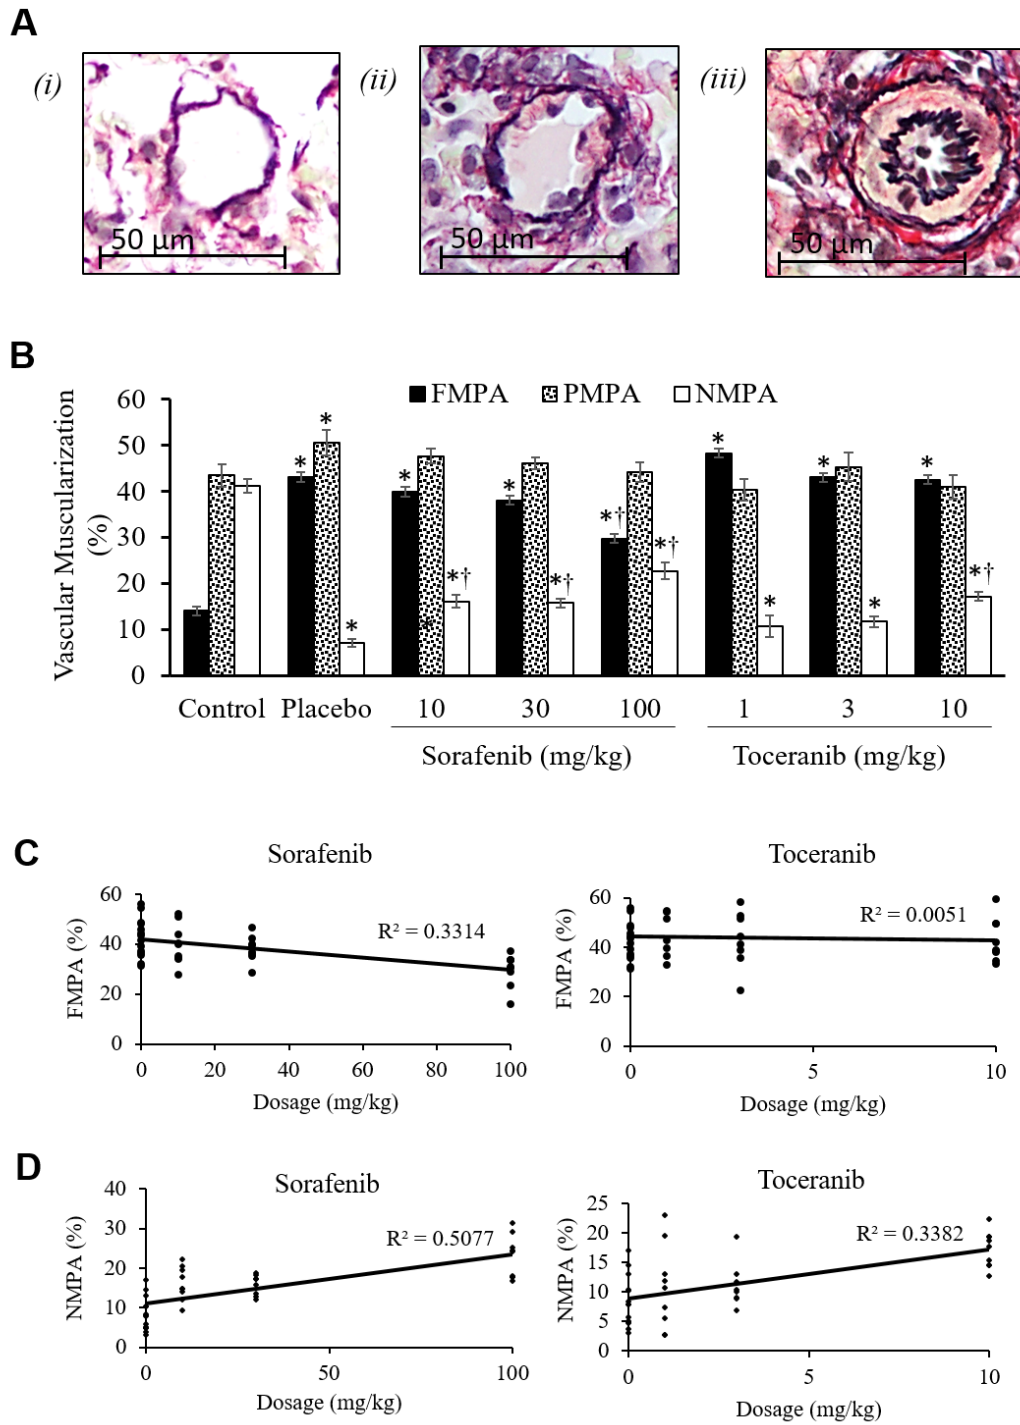 A
(i)
(ii)
(iii)
50 µm
50 µm
50 µm
B
FMPA PMPA NMPA
Vascular Muscularization
(%)
60
50
40
30
20
10
0
* * *
* *†
* *†
*† *†
* *
* *
* *†
*
Control Placebo 10 30 100 1 3 10
Sorafenib (mg/kg) Toceranib (mg/kg)
C
Sorafenib
R² = 0.3314
FMPA (%)
60
40
20
0
0 20 40 60 80 100
Dosage (mg/kg)
Toceranib
R² = 0.0051
FMPA (%)
60
40
20
0
0 5 10
Dosage (mg/kg)
D
Sorafenib
R² = 0.5077
NMPA (%)
40
30
20
10
0
0 50 100
Dosage (mg/kg)
Toceranib
R² = 0.3382
NMPA (%)
25
20
15
10
5
0
0 5 10
Dosage (mg/kg)